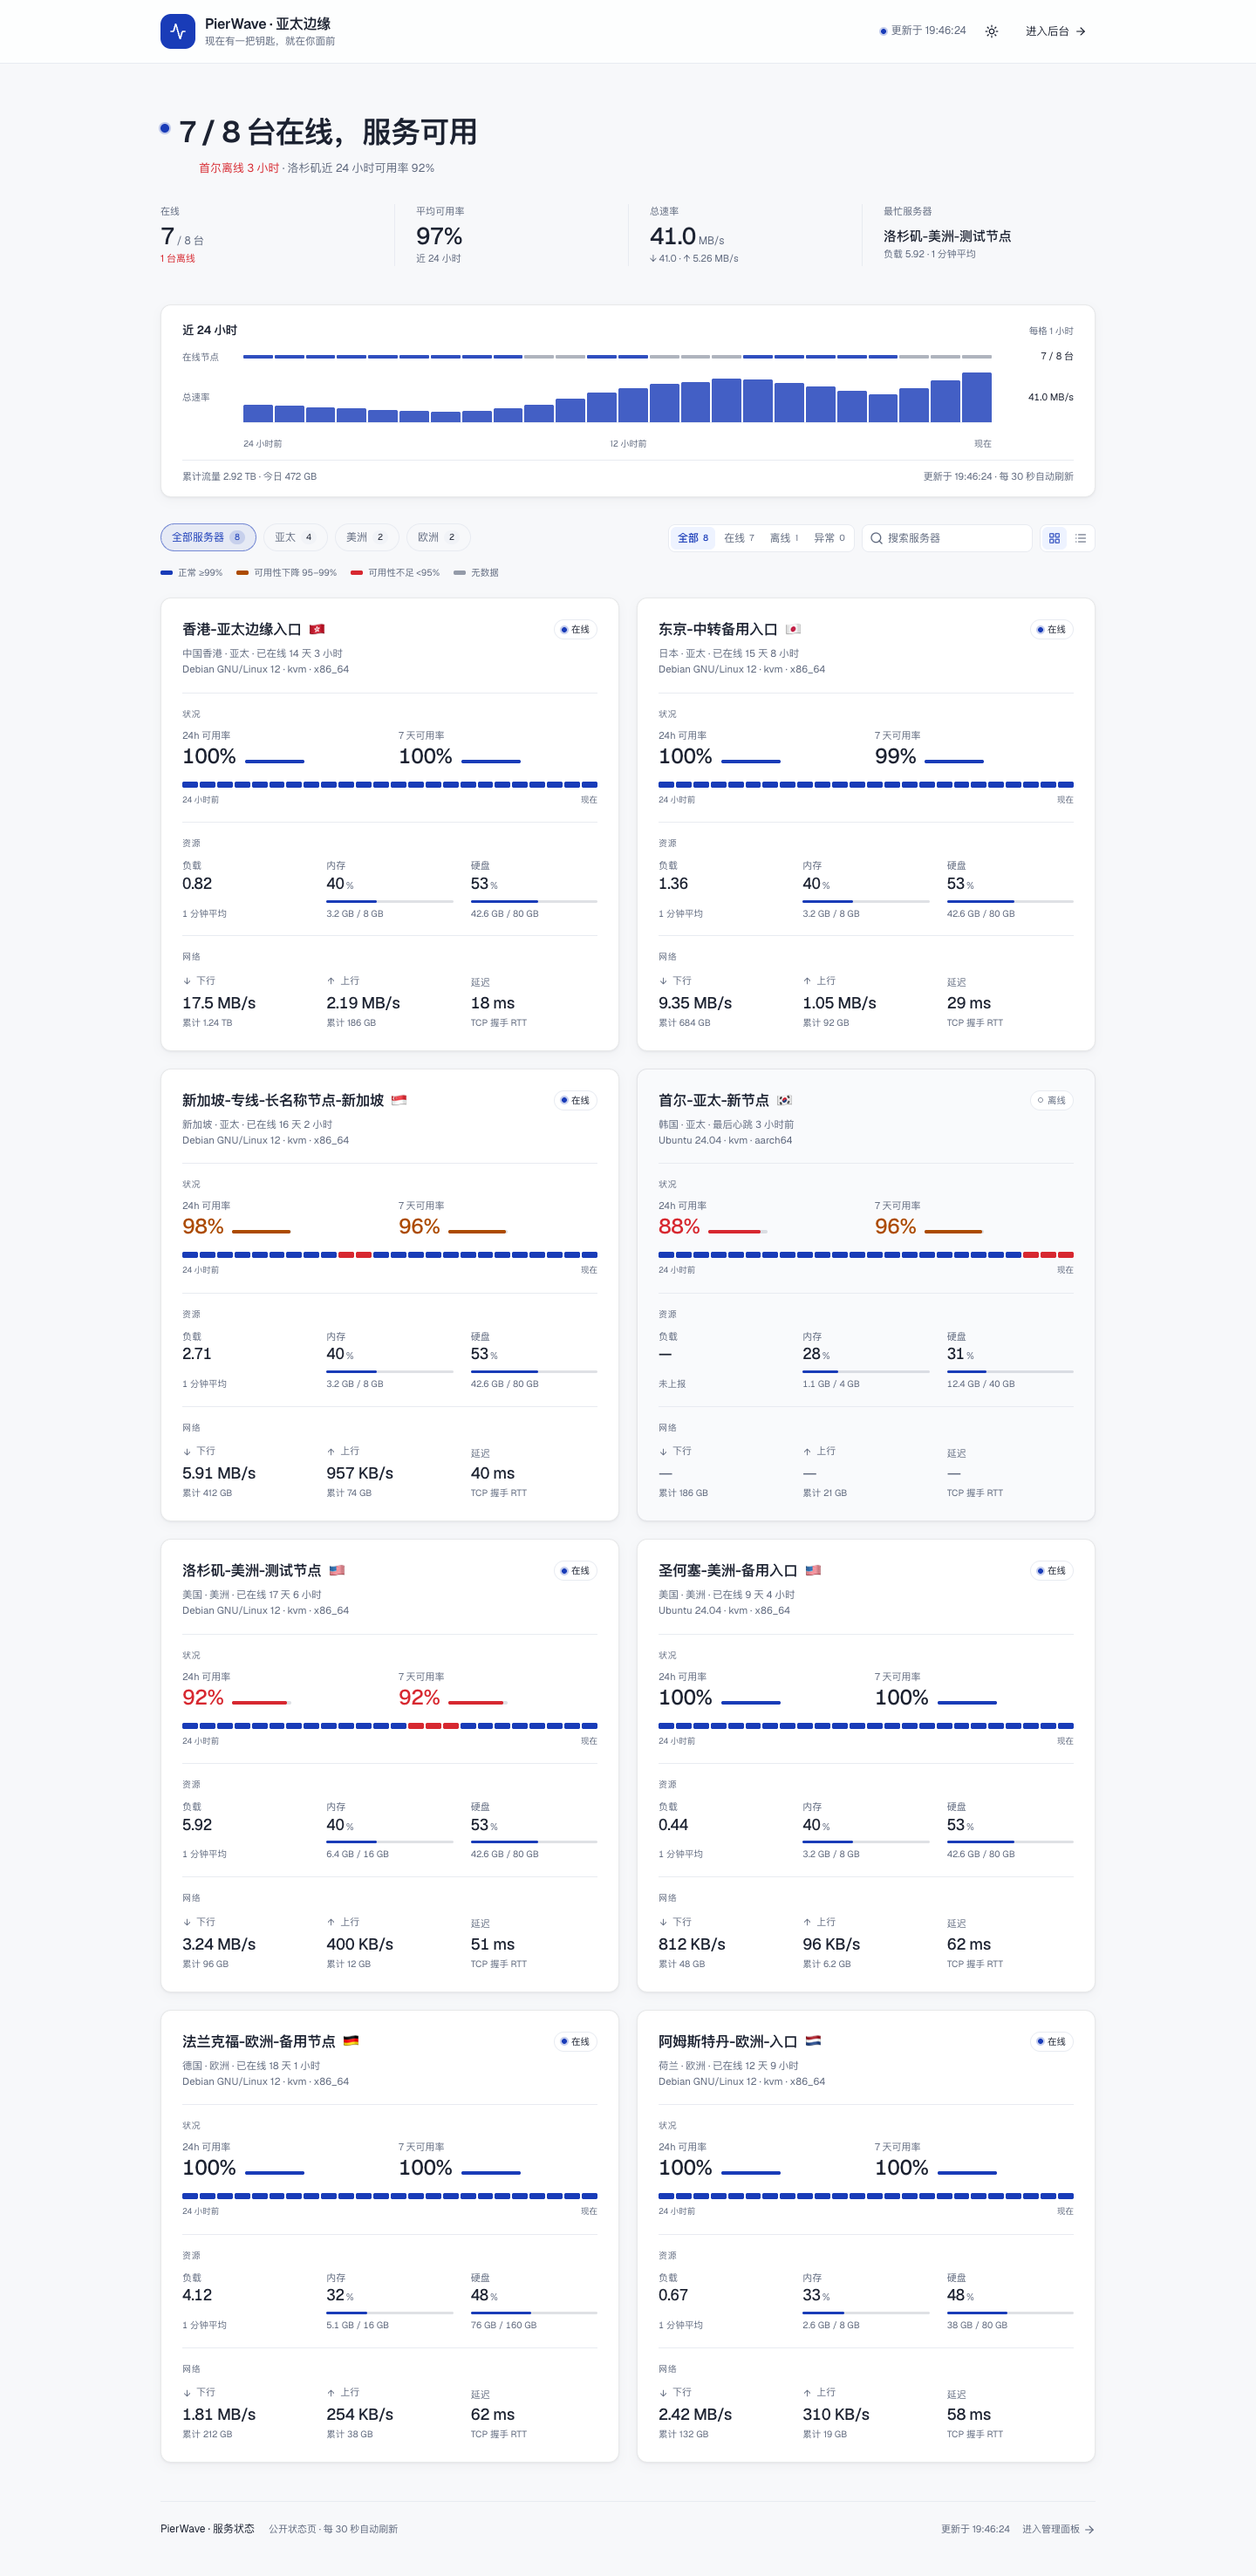 PierWave · 亚太边缘
现在有一把钥匙，就在你面前
更新于 19:46:24
进入后台 →
7 / 8 台在线，服务可用
首尔离线 3 小时 · 洛杉矶近 24 小时可用率 92%
在线
7 / 8 台
1 台离线
平均可用率
97%
近 24 小时
总速率
41.0 MB/s
↓ 41.0 · ↑ 5.26 MB/s
最忙服务器
洛杉矶-美洲-测试节点
负载 5.92 · 1 分钟平均
近 24 小时
每格 1 小时
在线节点
7 / 8 台
总速率
41.0 MB/s
24 小时前 12 小时前 现在
累计流量 2.92 TB · 今日 472 GB
更新于 19:46:24 · 每 30 秒自动刷新
全部服务器 8 亚太 4 美洲 2 欧洲 2
全部 8 在线 7 离线 1 异常 0
搜索服务器
正常 ≥99% 可用性下降 95–99% 可用性不足 <95% 无数据
香港-亚太边缘入口
在线
中国香港 · 亚太 · 已在线 14 天 3 小时
Debian GNU/Linux 12 · kvm · x86_64
状况
24h 可用率 7 天可用率
100% 100%
24 小时前 现在
资源
负载 内存 硬盘
0.82 40% 53%
1 分钟平均 3.2 GB / 8 GB 42.6 GB / 80 GB
网络
↓ 下行 ↑ 上行 延迟
17.5 MB/s 2.19 MB/s 18 ms
累计 1.24 TB 累计 186 GB TCP 握手 RTT
东京-中转备用入口
在线
日本 · 亚太 · 已在线 15 天 8 小时
Debian GNU/Linux 12 · kvm · x86_64
状况
24h 可用率 7 天可用率
100% 99%
24 小时前 现在
资源
负载 内存 硬盘
1.36 40% 53%
1 分钟平均 3.2 GB / 8 GB 42.6 GB / 80 GB
网络
↓ 下行 ↑ 上行 延迟
9.35 MB/s 1.05 MB/s 29 ms
累计 684 GB 累计 92 GB TCP 握手 RTT
新加坡-专线-长名称节点-新加坡
在线
新加坡 · 亚太 · 已在线 16 天 2 小时
Debian GNU/Linux 12 · kvm · x86_64
状况
24h 可用率 7 天可用率
98% 96%
24 小时前 现在
资源
负载 内存 硬盘
2.71 40% 53%
1 分钟平均 3.2 GB / 8 GB 42.6 GB / 80 GB
网络
↓ 下行 ↑ 上行 延迟
5.91 MB/s 957 KB/s 40 ms
累计 412 GB 累计 74 GB TCP 握手 RTT
首尔-亚太-新节点
离线
韩国 · 亚太 · 最后心跳 3 小时前
Ubuntu 24.04 · kvm · aarch64
状况
24h 可用率 7 天可用率
88% 96%
24 小时前 现在
资源
负载 内存 硬盘
— 28% 31%
未上报 1.1 GB / 4 GB 12.4 GB / 40 GB
网络
↓ 下行 ↑ 上行 延迟
— — —
累计 186 GB 累计 21 GB TCP 握手 RTT
洛杉矶-美洲-测试节点
在线
美国 · 美洲 · 已在线 17 天 6 小时
Debian GNU/Linux 12 · kvm · x86_64
状况
24h 可用率 7 天可用率
92% 92%
24 小时前 现在
资源
负载 内存 硬盘
5.92 40% 53%
1 分钟平均 6.4 GB / 16 GB 42.6 GB / 80 GB
网络
↓ 下行 ↑ 上行 延迟
3.24 MB/s 400 KB/s 51 ms
累计 96 GB 累计 12 GB TCP 握手 RTT
圣何塞-美洲-备用入口
在线
美国 · 美洲 · 已在线 9 天 4 小时
Ubuntu 24.04 · kvm · x86_64
状况
24h 可用率 7 天可用率
100% 100%
24 小时前 现在
资源
负载 内存 硬盘
0.44 40% 53%
1 分钟平均 3.2 GB / 8 GB 42.6 GB / 80 GB
网络
↓ 下行 ↑ 上行 延迟
812 KB/s 96 KB/s 62 ms
累计 48 GB 累计 6.2 GB TCP 握手 RTT
法兰克福-欧洲-备用节点
在线
德国 · 欧洲 · 已在线 18 天 1 小时
Debian GNU/Linux 12 · kvm · x86_64
状况
24h 可用率 7 天可用率
100% 100%
24 小时前 现在
资源
负载 内存 硬盘
4.12 32% 48%
1 分钟平均 5.1 GB / 16 GB 76 GB / 160 GB
网络
↓ 下行 ↑ 上行 延迟
1.81 MB/s 254 KB/s 62 ms
累计 212 GB 累计 38 GB TCP 握手 RTT
阿姆斯特丹-欧洲-入口
在线
荷兰 · 欧洲 · 已在线 12 天 9 小时
Debian GNU/Linux 12 · kvm · x86_64
状况
24h 可用率 7 天可用率
100% 100%
24 小时前 现在
资源
负载 内存 硬盘
0.67 33% 48%
1 分钟平均 2.6 GB / 8 GB 38 GB / 80 GB
网络
↓ 下行 ↑ 上行 延迟
2.42 MB/s 310 KB/s 58 ms
累计 132 GB 累计 19 GB TCP 握手 RTT
PierWave · 服务状态 公开状态页 · 每 30 秒自动刷新
更新于 19:46:24 进入管理面板 →